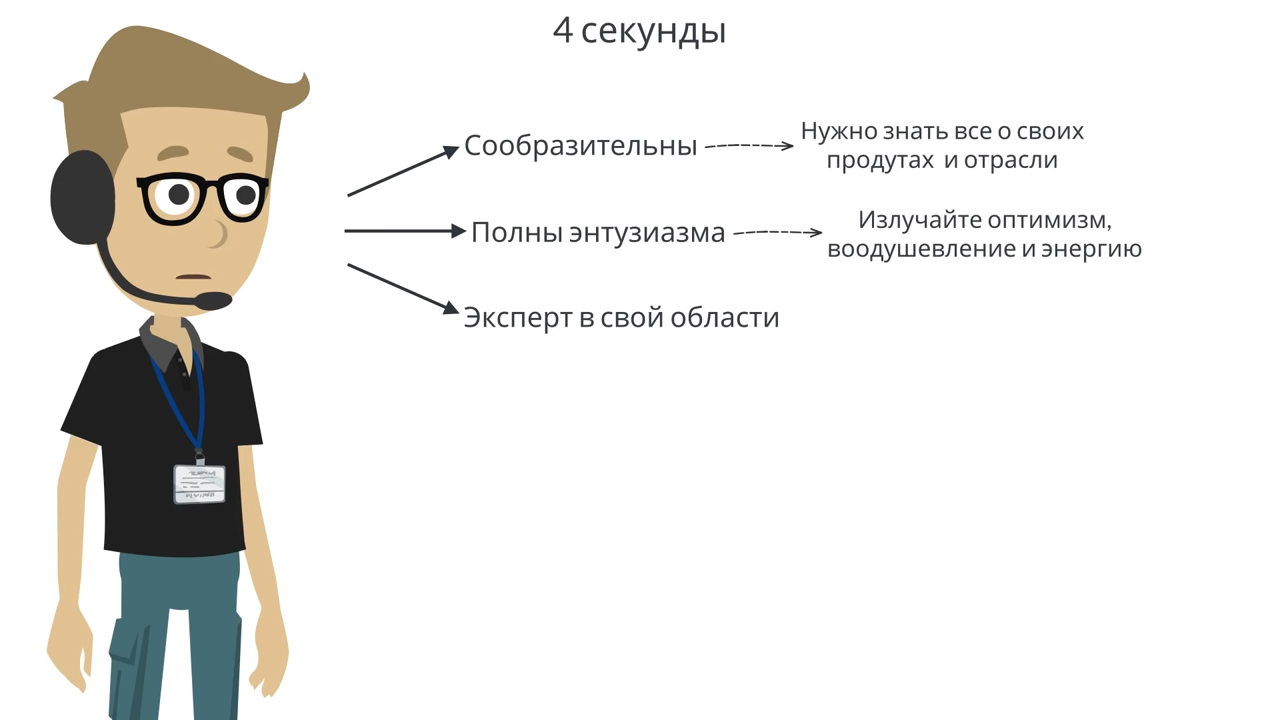 4 секунды
Сообразительны
Нужно знать все о своих
продутах и отрасли
Полны энтузиазма
Излучайте оптимизм,
воодушевление и энергию
Эксперт в свой области